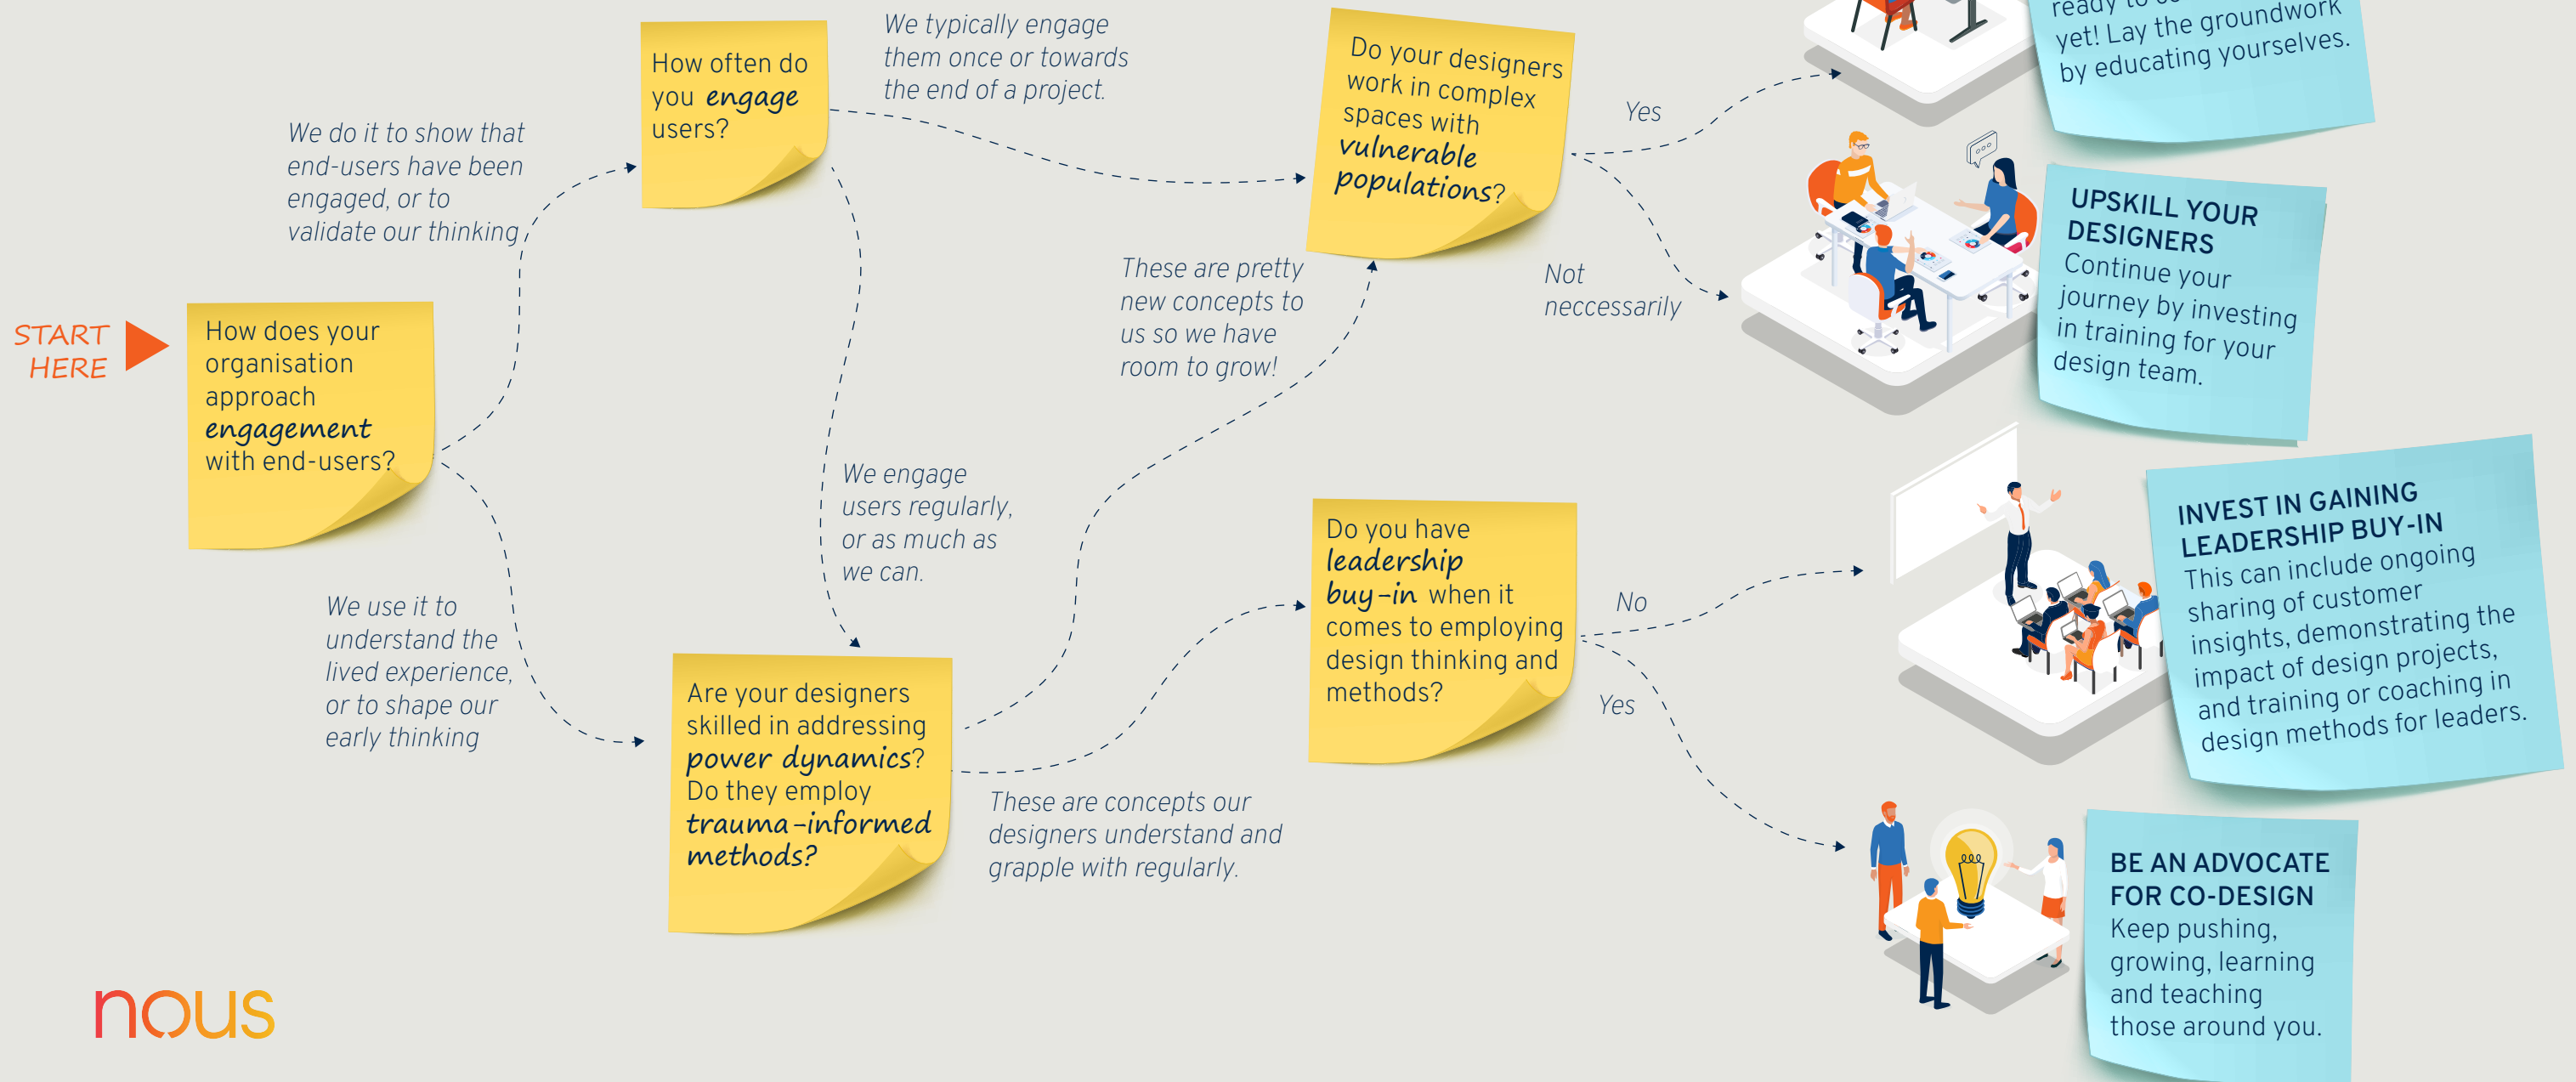 START
HERE
How does your
organisation
approach
engagement
with end-users?
We do it to show that
end-users have been
engaged, or to
validate our thinking
We use it to
understand the
lived experience,
or to shape our
early thinking
How often do
you engage
users?
We typically engage
them once or towards
the end of a project.
We engage
users regularly,
or as much as
we can.
Are your designers
skilled in addressing
power dynamics?
Do they employ
trauma-informed
methods?
These are pretty
new concepts to
us so we have
room to grow!
These are concepts our
designers understand and
grapple with regularly.
Do your designers
work in complex
spaces with
vulnerable
populations?
Yes
Not
neccessarily
Do you have
leadership
buy-in when it
comes to employing
design thinking and
methods?
No
Yes
ready to
yet! Lay the groundwork
by educating yourselves.
UPSKILL YOUR
DESIGNERS
Continue your
journey by investing
in training for your
design team.
INVEST IN GAINING
LEADERSHIP BUY-IN
This can include ongoing
sharing of customer
insights, demonstrating the
impact of design projects,
and training or coaching in
design methods for leaders.
BE AN ADVOCATE
FOR CO-DESIGN
Keep pushing,
growing, learning
and teaching
those around you.
nous